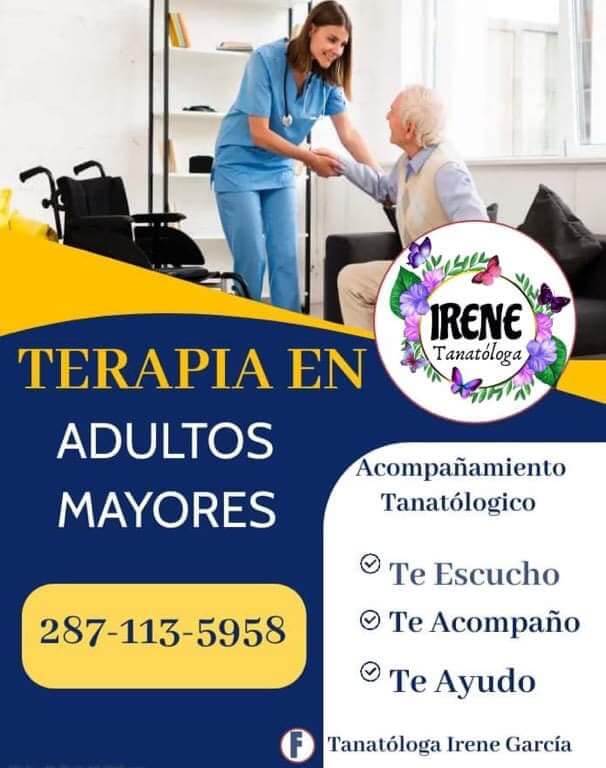 IRENE
Tanatóloga
TERAPIA EN
ADULTOS
MAYORES
287-113-5958
Acompañamiento
Tanatólogico
Te Escucho
Te Acompaño
Te Ayudo
F Tanatóloga Irene García